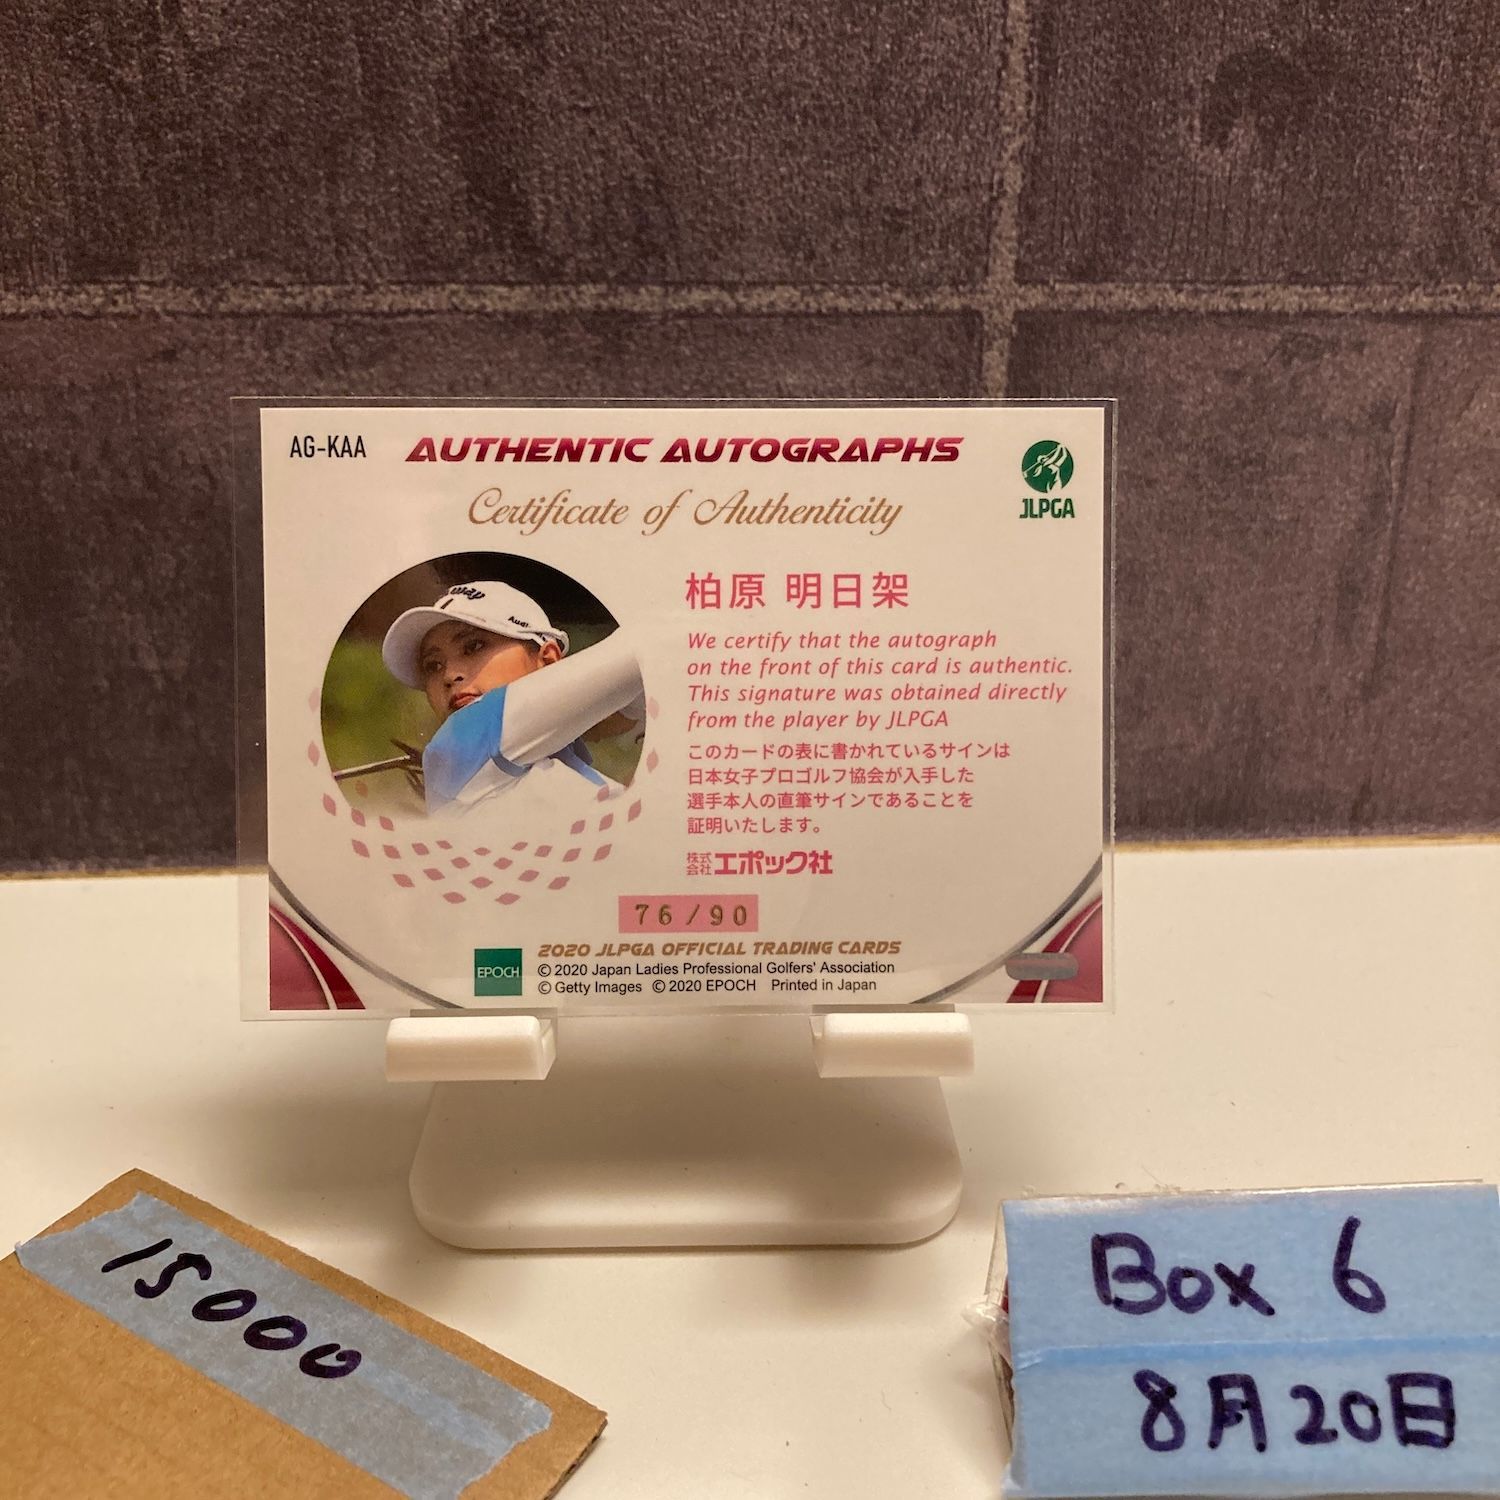 AG-KAA
AUTHENTIC AUTOGRAPHS
Certificate of Authenticity
JLPGA
柏原 明日架
We certify that the autograph
on the front of this card is authentic.
This signature was obtained directly
from the player by JLPGA
このカードの表に書かれているサインは
日本女子プロゴルフ協会が入手した
選手本人の直筆サインであることを
証明いたします。
株式会社エポック社
76/90
EPOCH
2020 JLPGA OFFICIAL TRADING CARDS
© 2020 Japan Ladies Professional Golfers' Association
© Getty Images © 2020 EPOCH Printed in Japan
15000
Box 6
8月20日